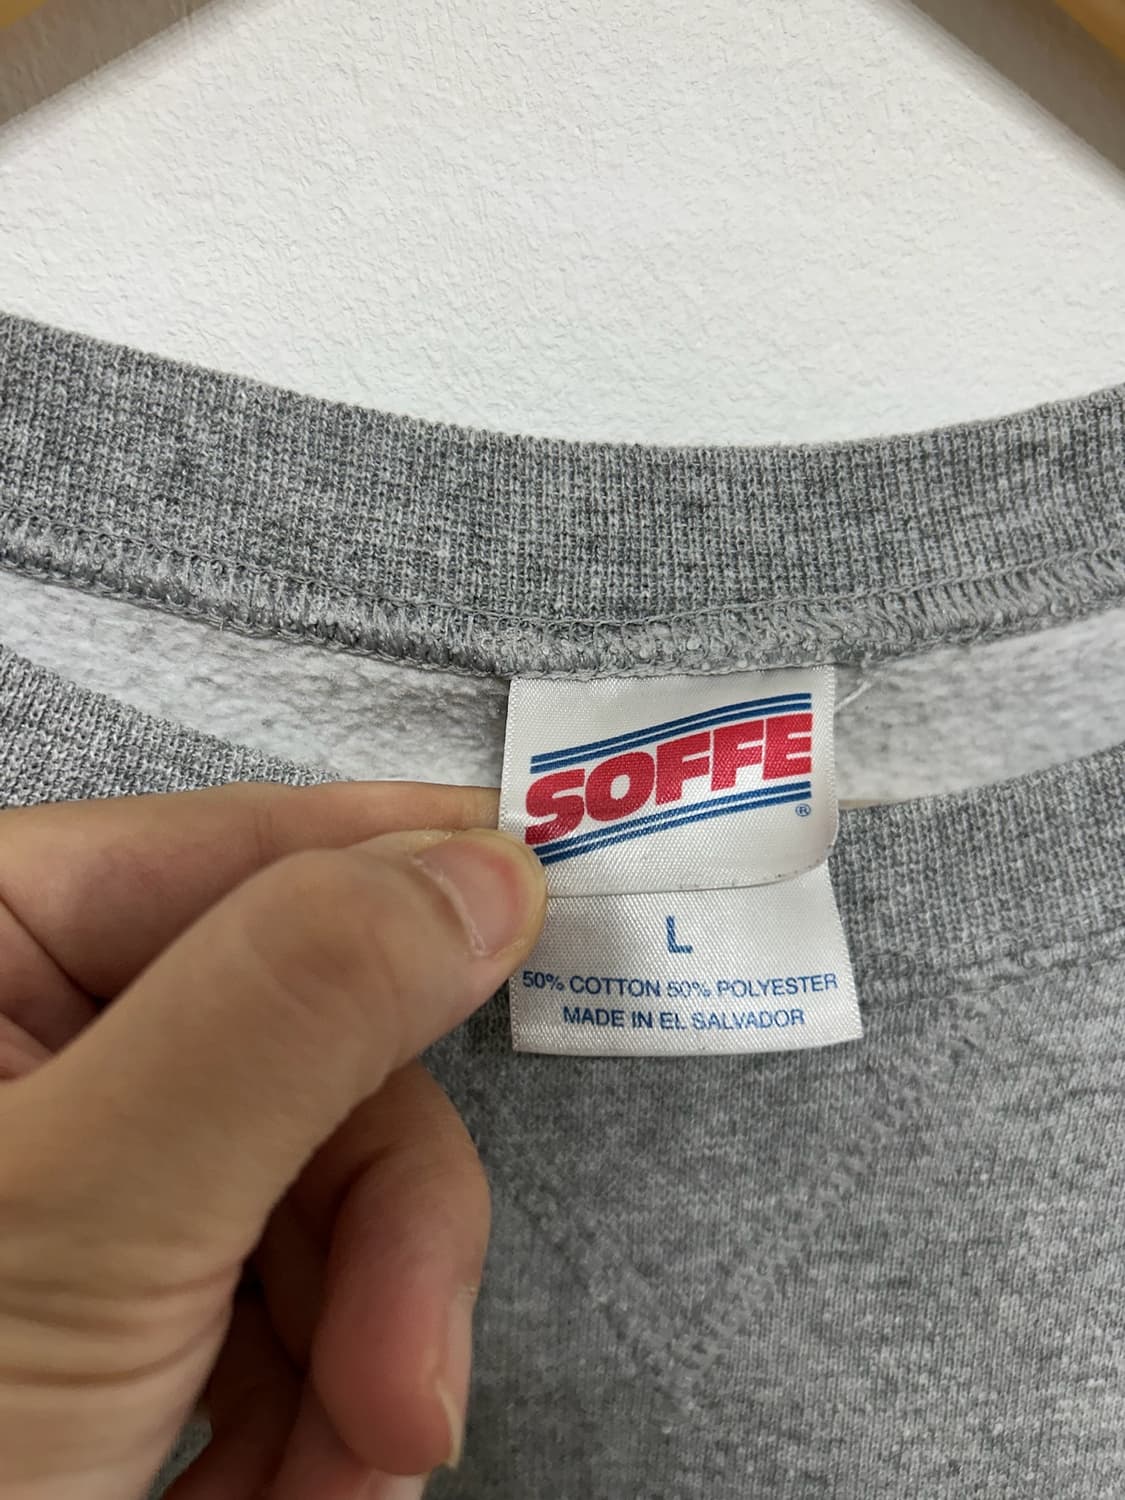 SOFFE
®
L
50% COTTON 50% POLYESTER
MADE IN EL SALVADOR